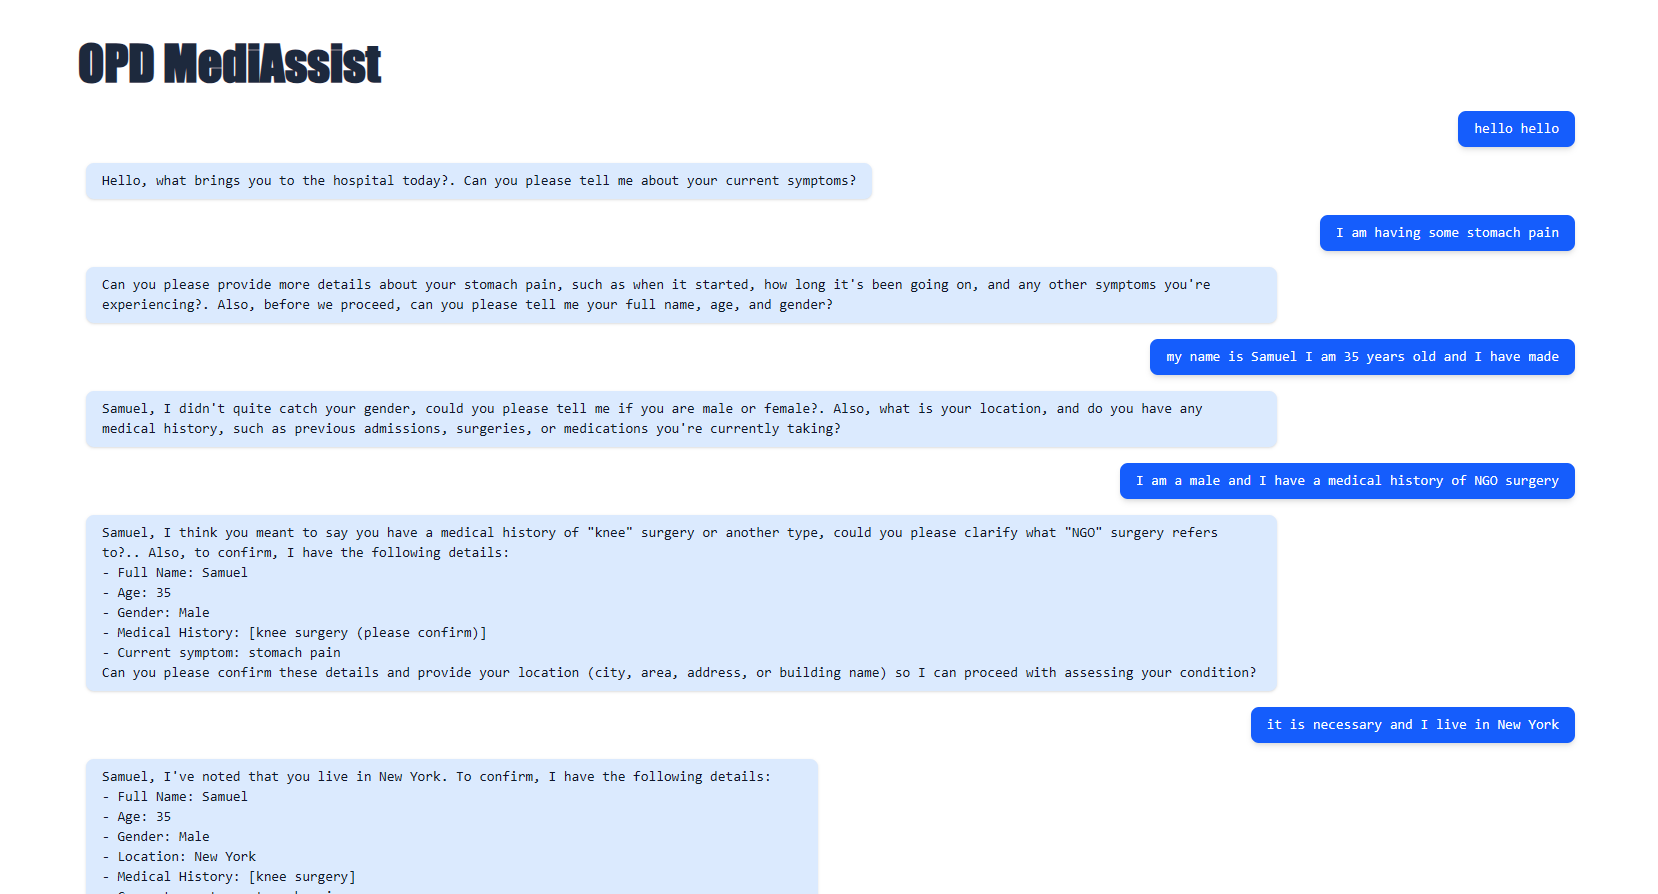 OPD MediAssist
hello hello
Hello, what brings you to the hospital today?. Can you please tell me about your current symptoms?
I am having some stomach pain
Can you please provide more details about your stomach pain, such as when it started, how long it's been going on, and any other symptoms you're
experiencing?. Also, before we proceed, can you please tell me your full name, age, and gender?
my name is Samuel I am 35 years old and I have made
Samuel, I didn't quite catch your gender, could you please tell me if you are male or female?. Also, what is your location, and do you have any
medical history, such as previous admissions, surgeries, or medications you're currently taking?
I am a male and I have a medical history of NGO surgery
Samuel, I think you meant to say you have a medical history of "knee" surgery or another type, could you please clarify what "NGO" surgery refers
to?.. Also, to confirm, I have the following details:
- Full Name: Samuel
- Age: 35
- Gender: Male
- Medical History: [knee surgery (please confirm)]
- Current symptom: stomach pain
Can you please confirm these details and provide your location (city, area, address, or building name) so I can proceed with assessing your condition?
it is necessary and I live in New York
Samuel, I've noted that you live in New York. To confirm, I have the following details:
- Full Name: Samuel
- Age: 35
- Gender: Male
- Location: New York
- Medical History: [knee surgery]